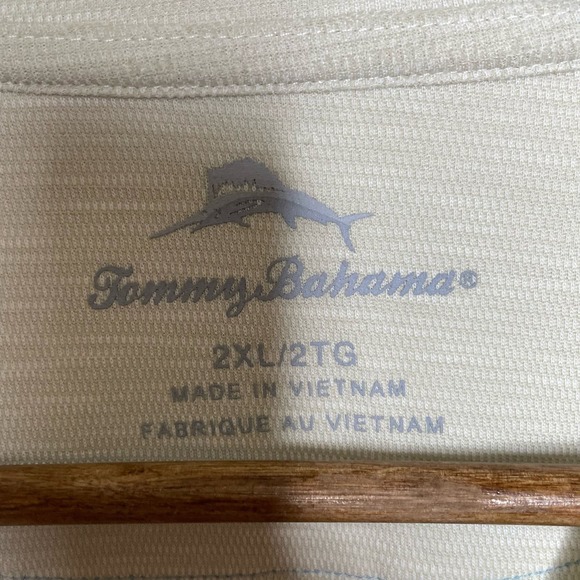 Tommy Bahama®
2XL/2TG
MADE IN VIETNAM
FABRIQUE AU VIETNAM